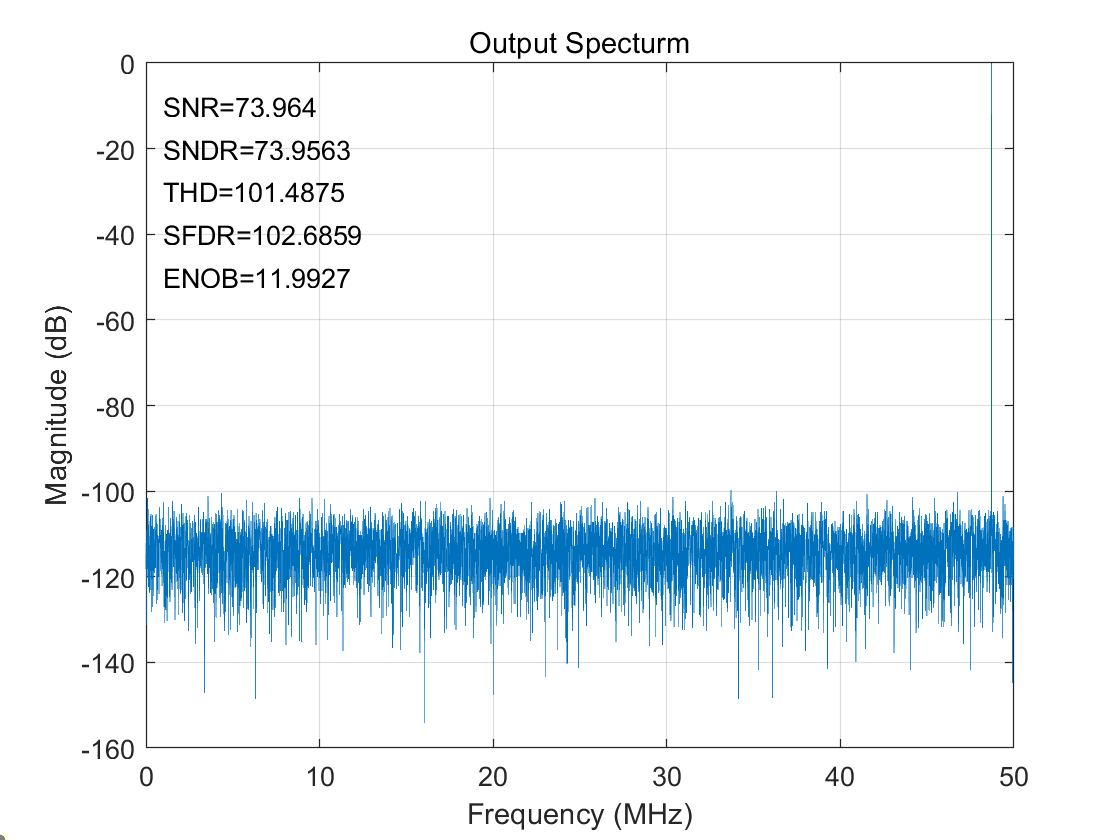 Output Specturm
SNR=73.964
SNDR=73.9563
THD=101.4875
SFDR=102.6859
ENOB=11.9927
Magnitude (dB)
0
-20
-40
-60
-80
-100
-120
-140
-160
0 10 20 30 40 50
Frequency (MHz)